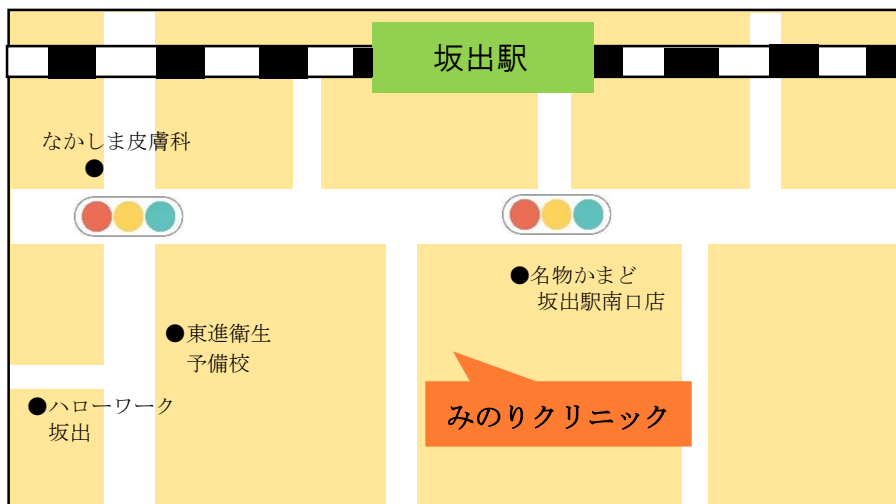 坂出駅
なかしま皮膚科
名物かまど
坂出駅南口店
東進衛生
予備校
ハローワーク
坂出
みのりクリニック